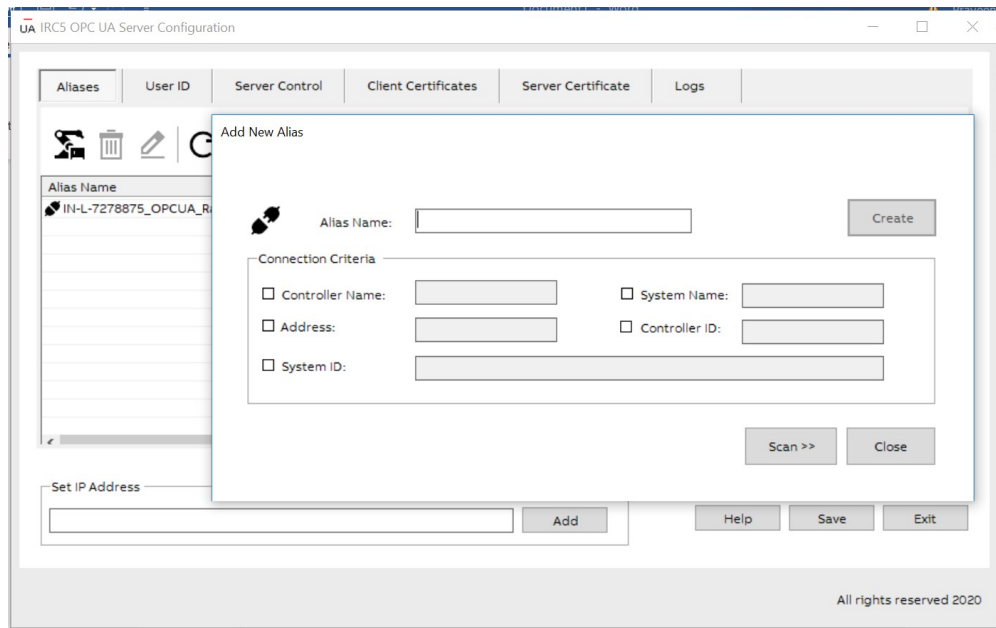 UA IRC5 OPC UA Server Configuration
Aliases User ID Server Control Client Certificates Server Certificate Logs
Add New Alias
Alias Name
IN-L-7278875_OPCUA_R
Alias Name:
Create
Connection Criteria
Controller Name:
System Name:
Address:
Controller ID:
System ID:
Scan >>
Close
Set IP Address
Add
Help
Save
Exit
All rights reserved 2020